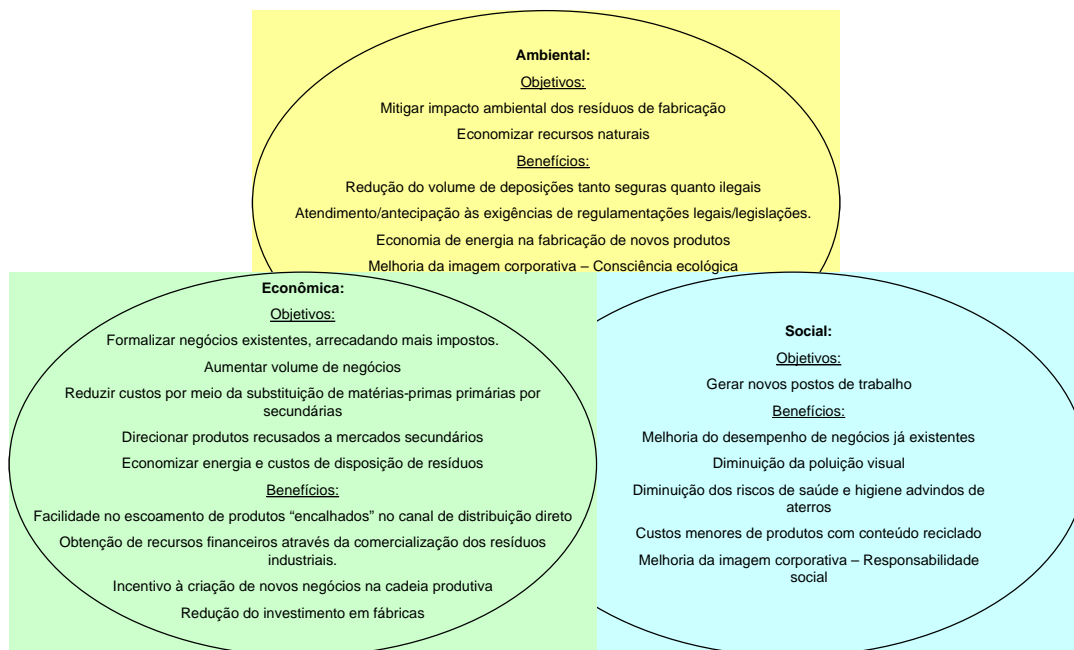 Ambiental:
Objetivos:
Mitigar impacto ambiental dos resíduos de fabricação
Economizar recursos naturais
Benefícios:
Redução do volume de deposições tanto seguras quanto ilegais
Atendimento/antecipação às exigências de regulamentações legais/legislações.
Economia de energia na fabricação de novos produtos
Melhoria da imagem corporativa – Consciência ecológica
Econômica:
Objetivos:
Formalizar negócios existentes, arrecadando mais impostos.
Aumentar volume de negócios
Reduzir custos por meio da substituição de matérias-primas primárias por
secundárias
Direcionar produtos recusados a mercados secundários
Economizar energia e custos de disposição de resíduos
Benefícios:
Facilidade no escoamento de produtos “encalhados” no canal de distribuição direto
Obtenção de recursos financeiros através da comercialização dos resíduos
industriais.
Incentivo à criação de novos negócios na cadeia produtiva
Redução do investimento em fábricas
Social:
Objetivos:
Gerar novos postos de trabalho
Benefícios:
Melhoria do desempenho de negócios já existentes
Diminuição da poluição visual
Diminuição dos riscos de saúde e higiene advindos de
aterros
Custos menores de produtos com conteúdo reciclado
Melhoria da imagem corporativa – Responsabilidade
social